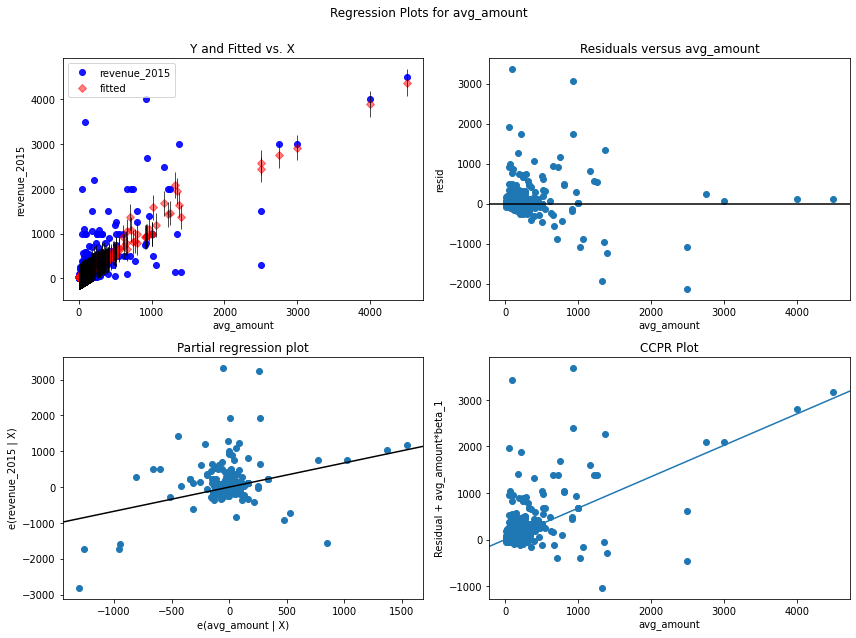 Regression Plots for avg_amount
Y and Fitted vs. X
revenue_2015
fitted
revenue_2015
4000
3000
2000
1000
0
0
1000
2000
3000
4000
avg_amount
Residuals versus avg_amount
resid
3000
2000
1000
0
−1000
−2000
0
1000
2000
3000
4000
avg_amount
Partial regression plot
e(revenue_2015 | X)
3000
2000
1000
0
−1000
−2000
−3000
−1000
−500
0
500
1000
1500
e(avg_amount | X)
CCPR Plot
Residual + avg_amount*beta_1
3000
2000
1000
0
−1000
0
1000
2000
3000
4000
avg_amount